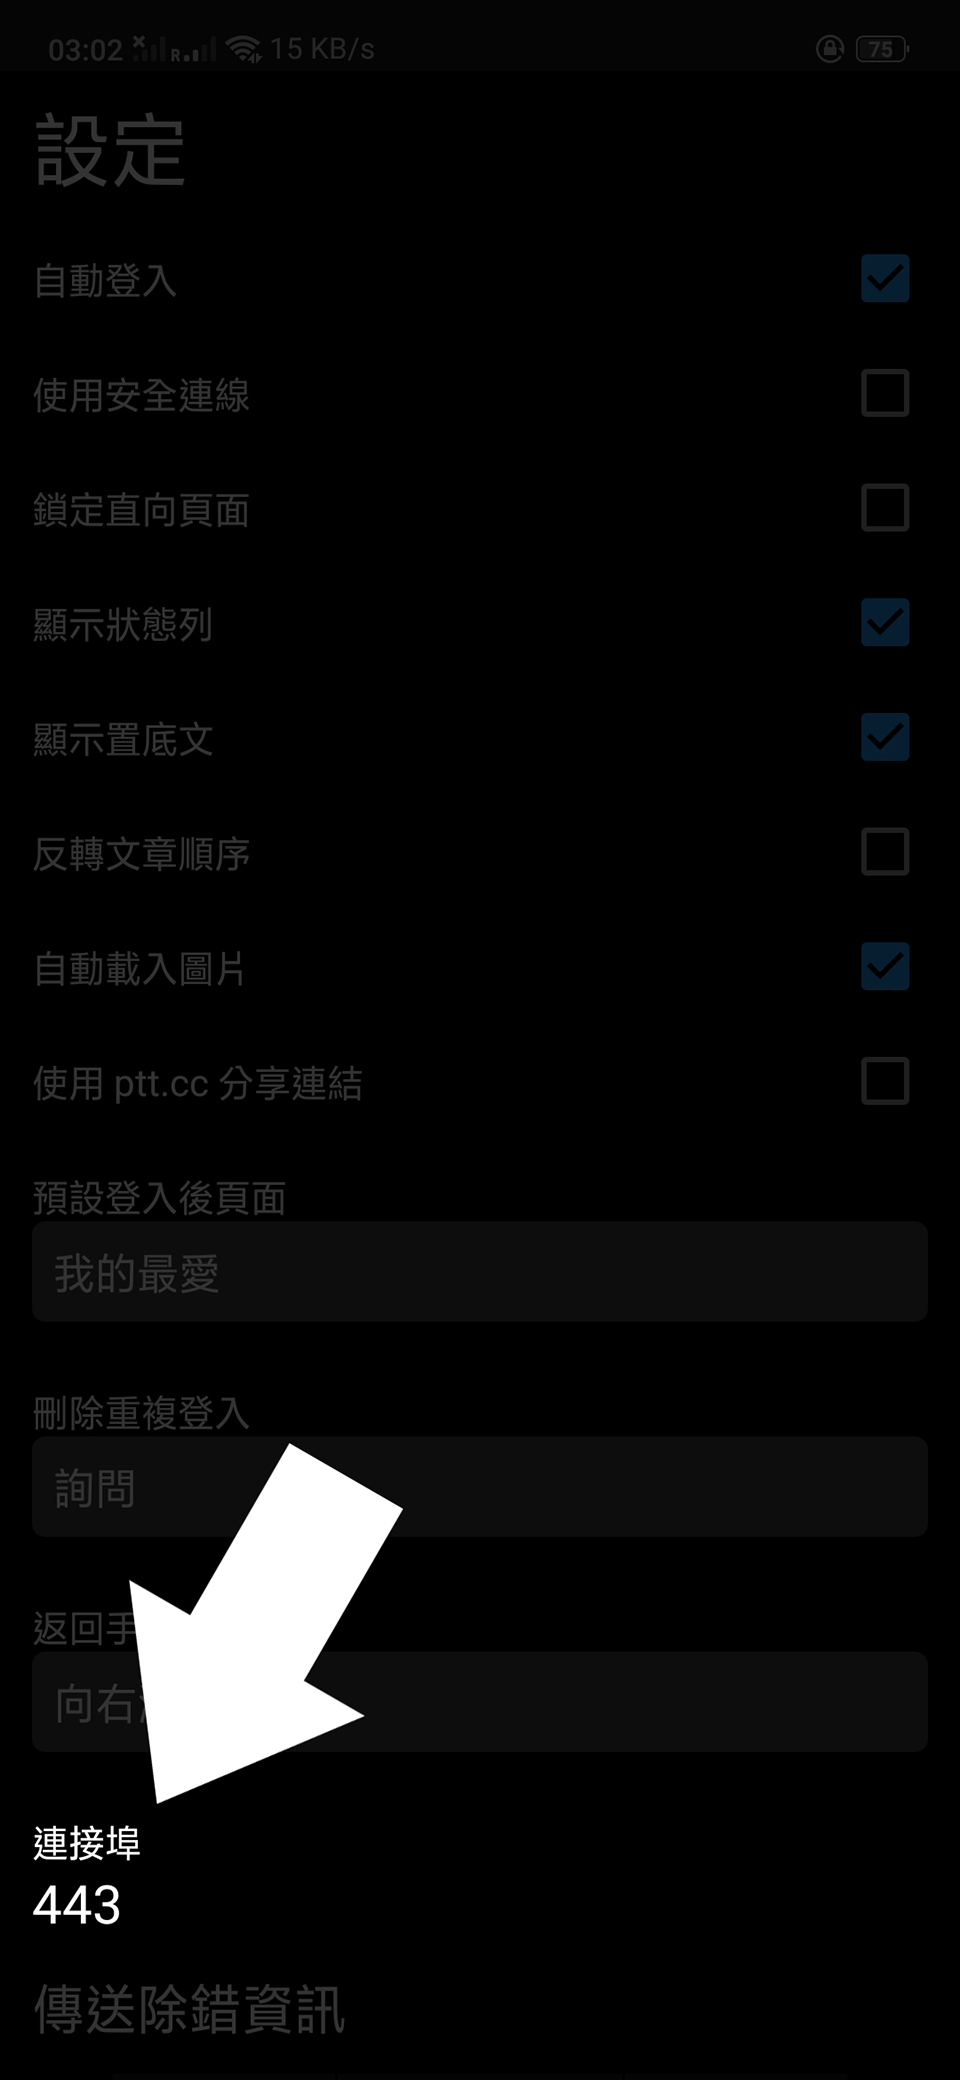 03:02 R 15 KB/s 75
設定
自動登入
使用安全連線
鎖定直向頁面
顯示狀態列
顯示置底文
反轉文章順序
自動載入圖片
使用 ptt.cc 分享連結
預設登入後頁面
我的最愛
刪除重複登入
詢問
返回手
向右
連接埠
443
傳送除錯資訊